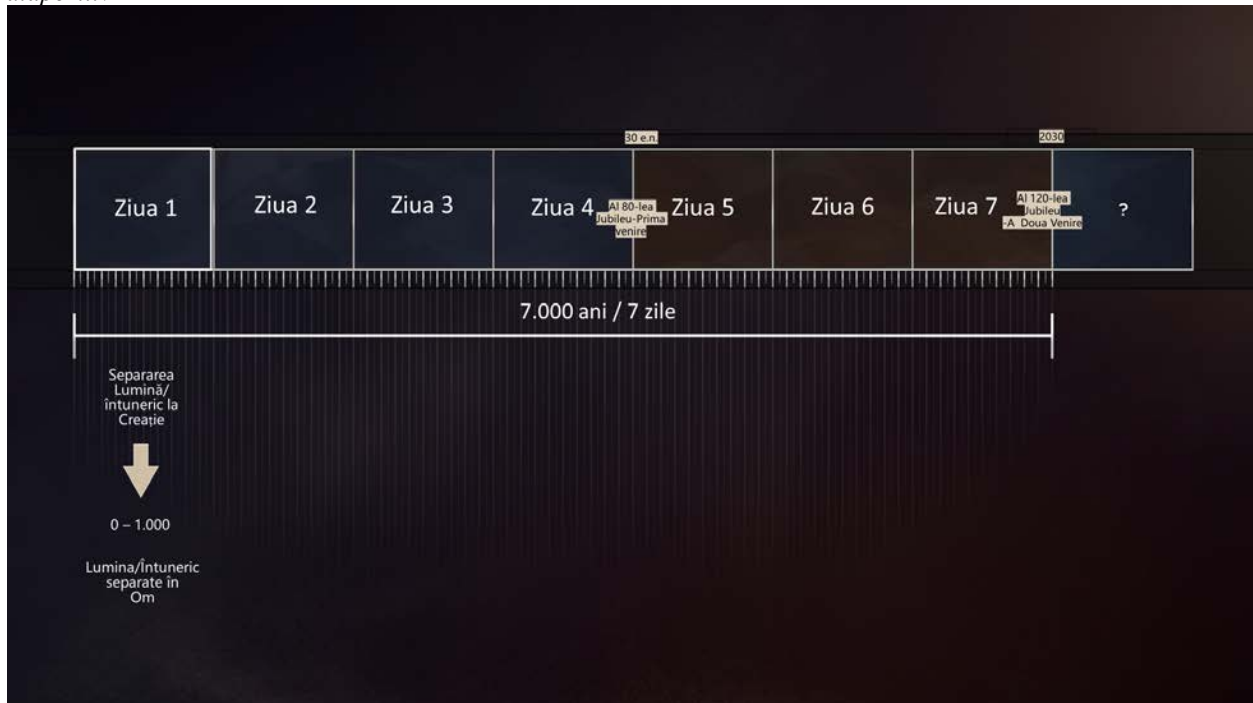 30 e.n.
2030
Ziua 1
Ziua 2
Ziua 3
Ziua 4
Al 80-lea
Jubileu-Prima
venire
Ziua 5
Ziua 6
Ziua 7
Al 120-lea
Jubileu
-A Doua Venire
?
7.000 ani / 7 zile
Separarea
Lumină/
întuneric la
Creație
0 – 1.000
Lumina/Întuneric
separate în
Om